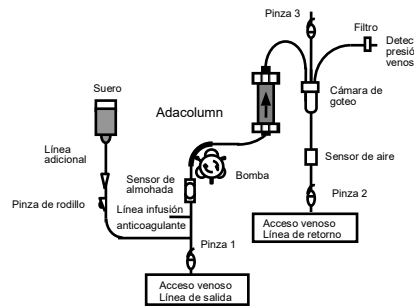 Pinza 3
Filtro
Detec
presió
venos
Suero
Cámara de
goteo
Adacolumn
Línea
adicional
Sensor de aire
Sensor de
almohada
Bomba
Pinza 2
Pinza de rodillo
Línea infusión
anticoagulante
Acceso venoso
Línea de retorno
Pinza 1
Acceso venoso
Línea de salida